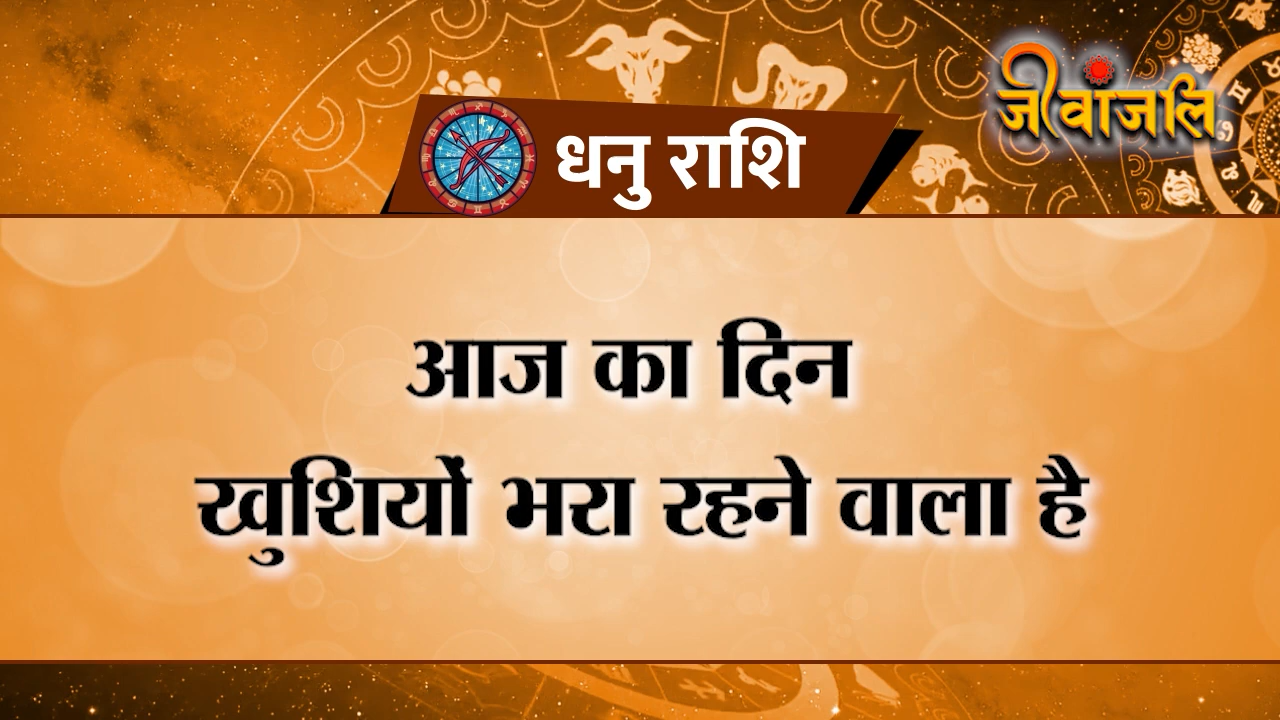 जीवांजलि
धनु राशि
आज का दिन
खुशियों भरा रहने वाला है